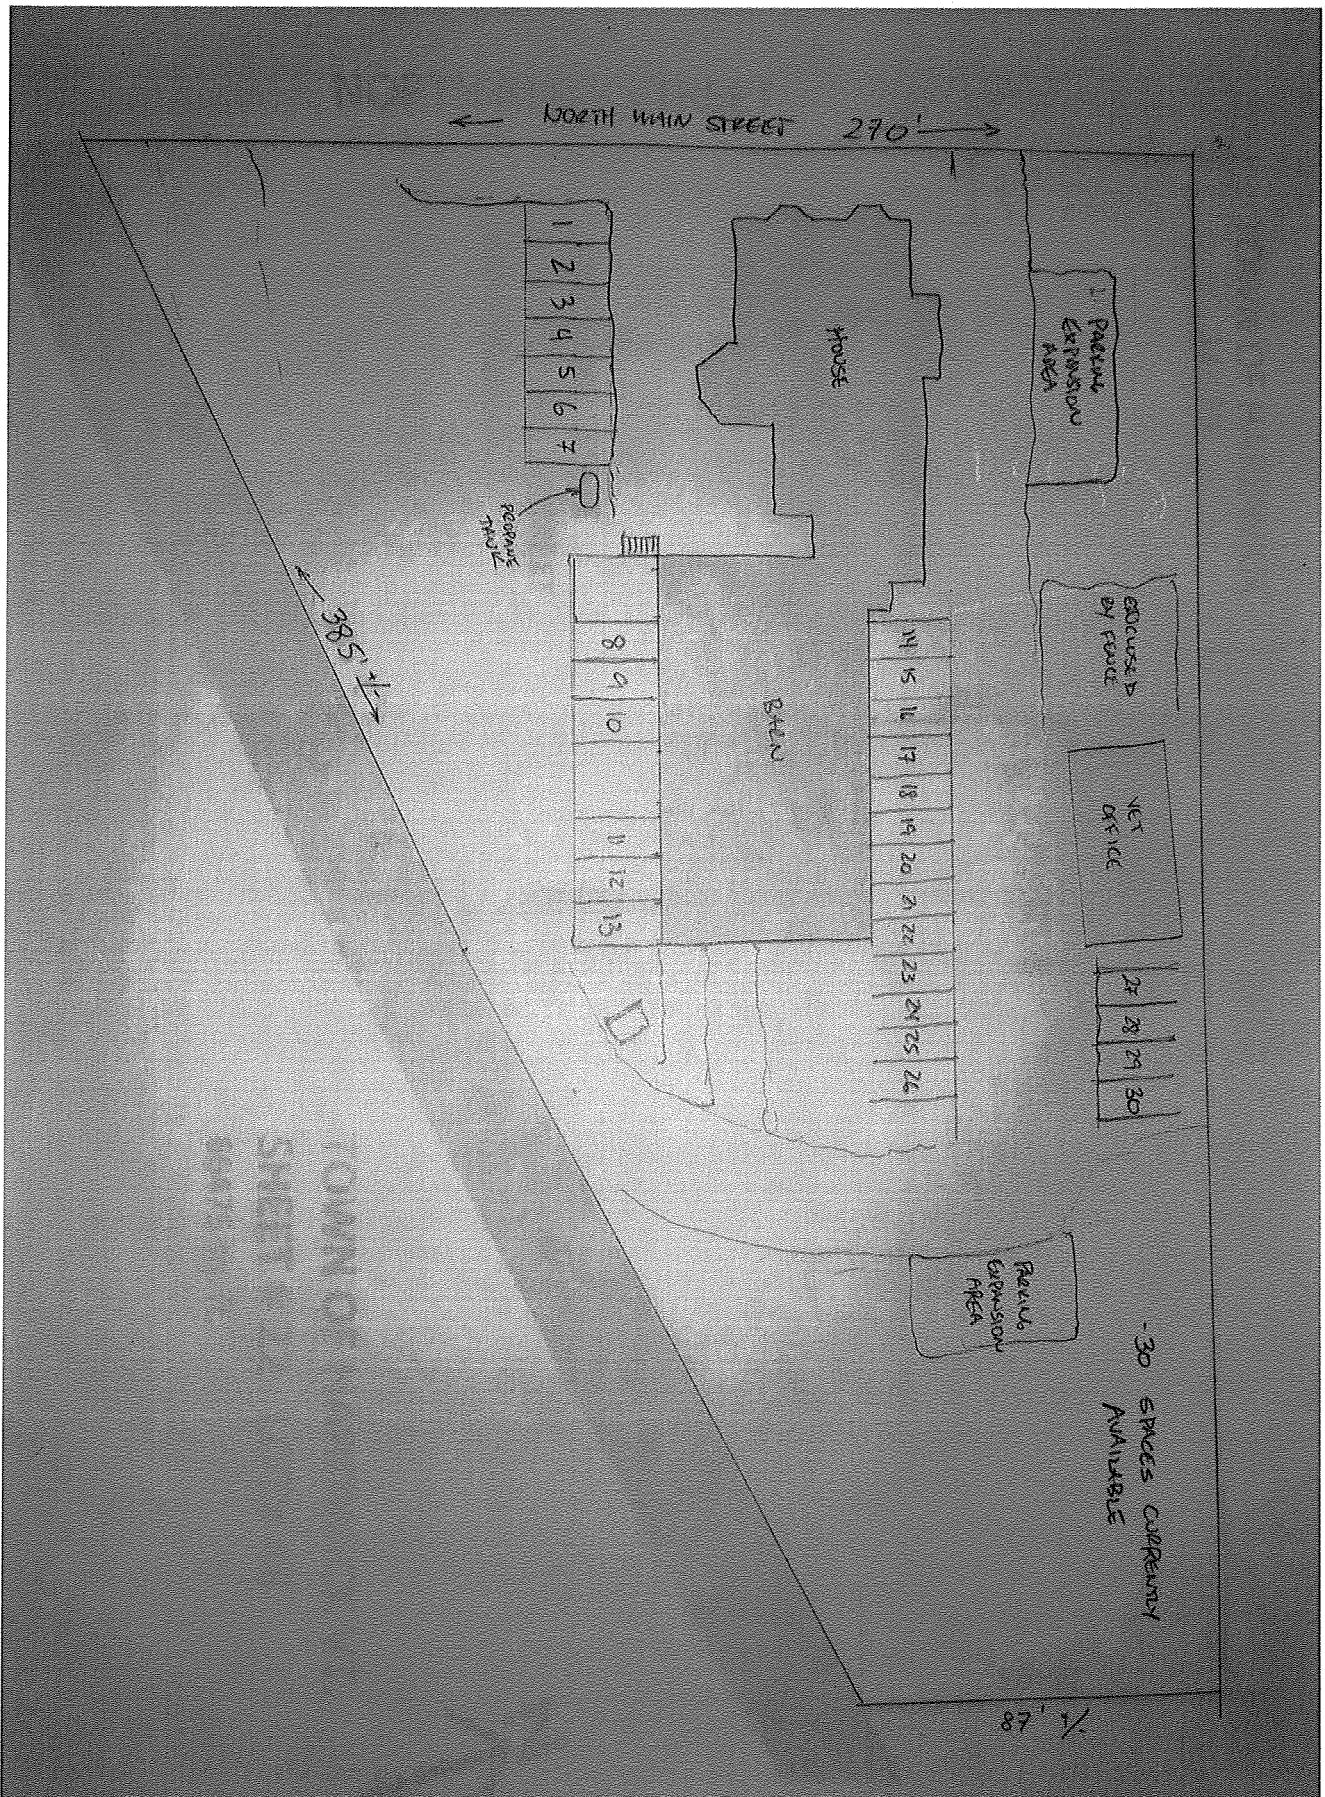 ← NORTH MAIN STREET 270' →
1
2
3
4
5
6
7
PROPANE
TANK
HOUSE
PARKING
EXPANSION
AREA
ENCLOSED
BY FENCE
← 385' +/- →
8
9
10
11
12
13
BARN
14
15
16
17
18
19
20
21
22
23
24
25
26
VET
OFFICE
27
28
29
30
PARKING
EXPANSION
AREA
-30 SPACES CURRENTLY
AVAILABLE
87' +/-